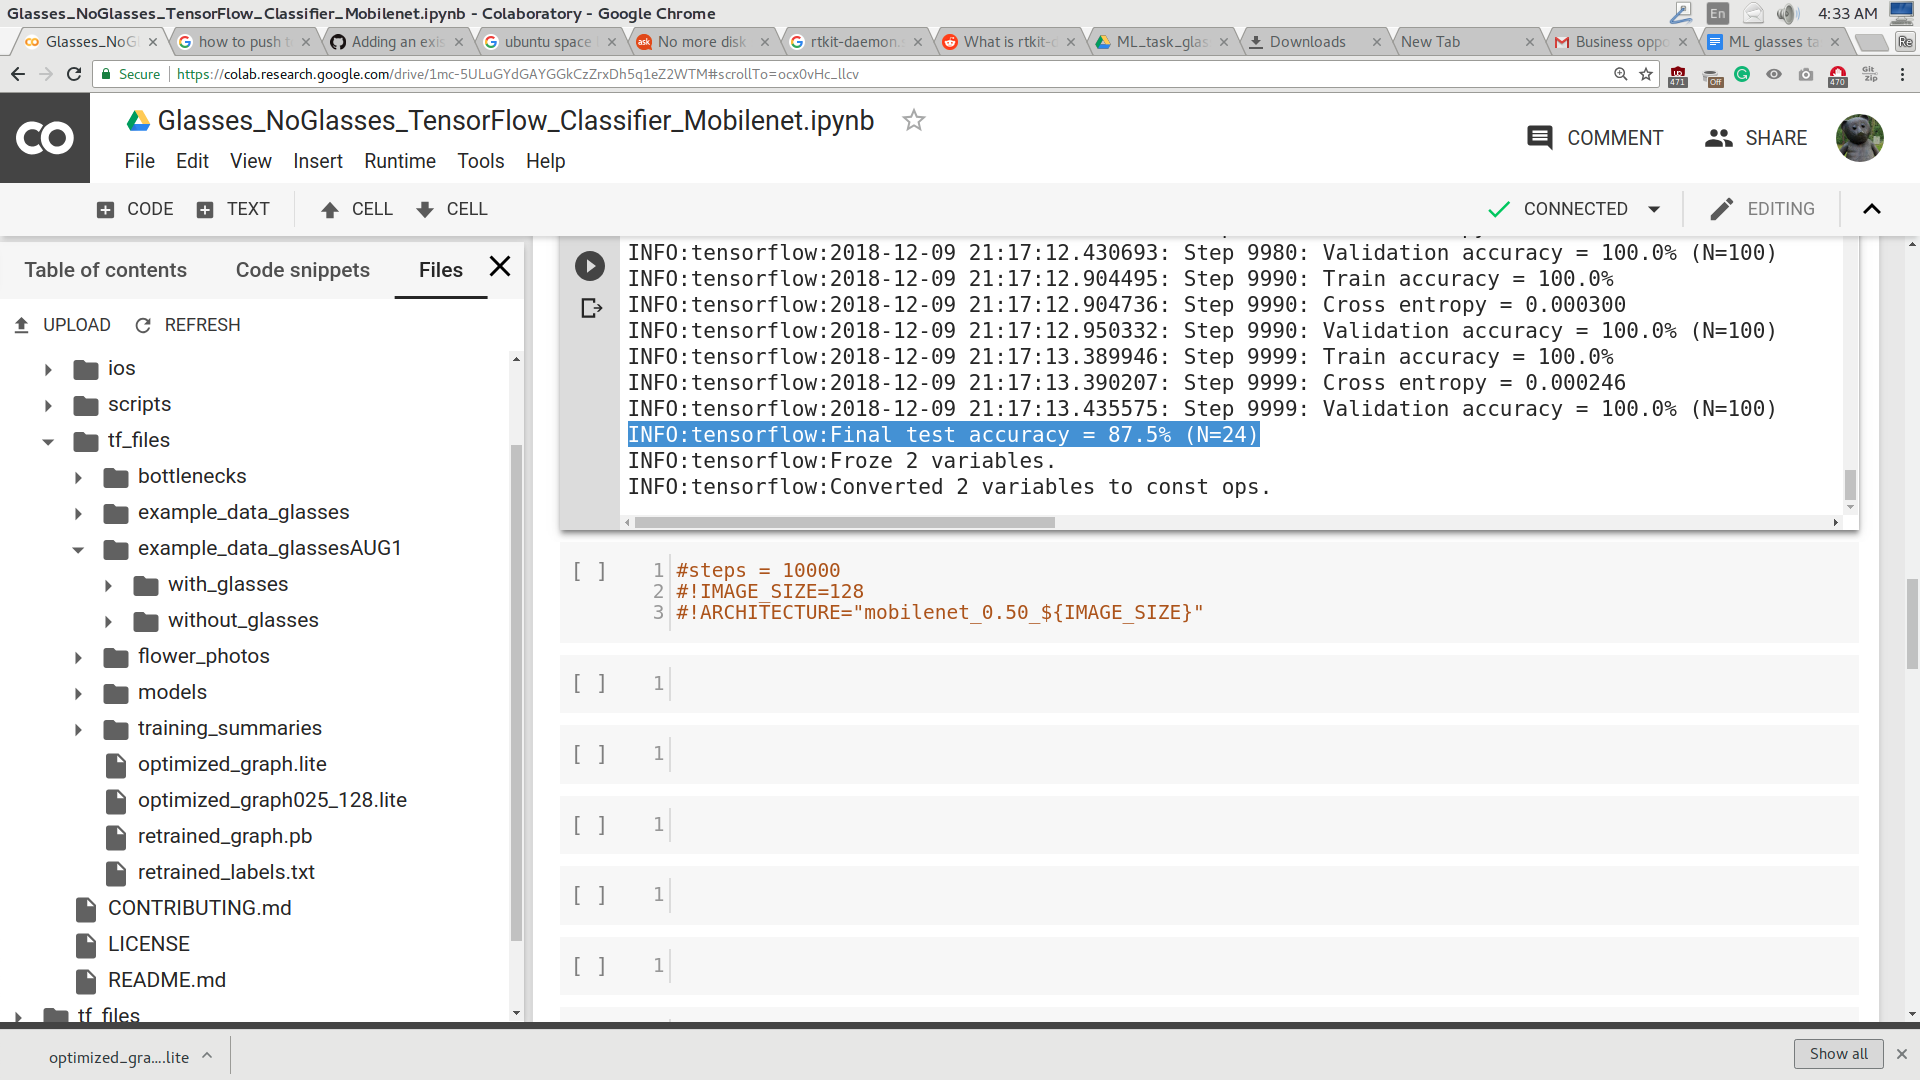 Glasses_NoGlasses_TensorFlow_Classifier_Mobilenet.ipynb - Colaboratory - Google Chrome
En
4:33 AM
Glasses_NoGl
how to push t
Adding an exis
ubuntu space
ask No more disk
rtkit-daemon.s
What is rtkit-d
ML_task_glas
Downloads
New Tab
Business oppo
ML glasses ta
Re
Secure
https://colab.research.google.com/drive/1mc-5ULuGYdGAYGGkCzZrxDh5q1eZ2WTM#scrollTo=ocx0vHc_llcv
471
Off
470
Git
Zip
CO
Glasses_NoGlasses_TensorFlow_Classifier_Mobilenet.ipynb
COMMENT
SHARE
File Edit View Insert Runtime Tools Help
CODE TEXT CELL CELL
CONNECTED
EDITING
Table of contents
Code snippets
Files
UPLOAD
REFRESH
ios
scripts
tf_files
bottlenecks
example_data_glasses
example_data_glassesAUG1
with_glasses
without_glasses
flower_photos
models
training_summaries
optimized_graph.lite
optimized_graph025_128.lite
retrained_graph.pb
retrained_labels.txt
CONTRIBUTING.md
LICENSE
README.md
tf_files
INFO:tensorflow:2018-12-09 21:17:12.430693: Step 9980: Validation accuracy = 100.0% (N=100)
INFO:tensorflow:2018-12-09 21:17:12.904495: Step 9990: Train accuracy = 100.0%
INFO:tensorflow:2018-12-09 21:17:12.904736: Step 9990: Cross entropy = 0.000300
INFO:tensorflow:2018-12-09 21:17:12.950332: Step 9990: Validation accuracy = 100.0% (N=100)
INFO:tensorflow:2018-12-09 21:17:13.389946: Step 9999: Train accuracy = 100.0%
INFO:tensorflow:2018-12-09 21:17:13.390207: Step 9999: Cross entropy = 0.000246
INFO:tensorflow:2018-12-09 21:17:13.435575: Step 9999: Validation accuracy = 100.0% (N=100)
INFO:tensorflow:Final test accuracy = 87.5% (N=24)
INFO:tensorflow:Froze 2 variables.
INFO:tensorflow:Converted 2 variables to const ops.
[ ] 1 #steps = 10000
2 #!IMAGE_SIZE=128
3 #!ARCHITECTURE="mobilenet_0.50_${IMAGE_SIZE}"
[ ] 1
[ ] 1
[ ] 1
[ ] 1
[ ] 1
optimized_gra....lite
Show all